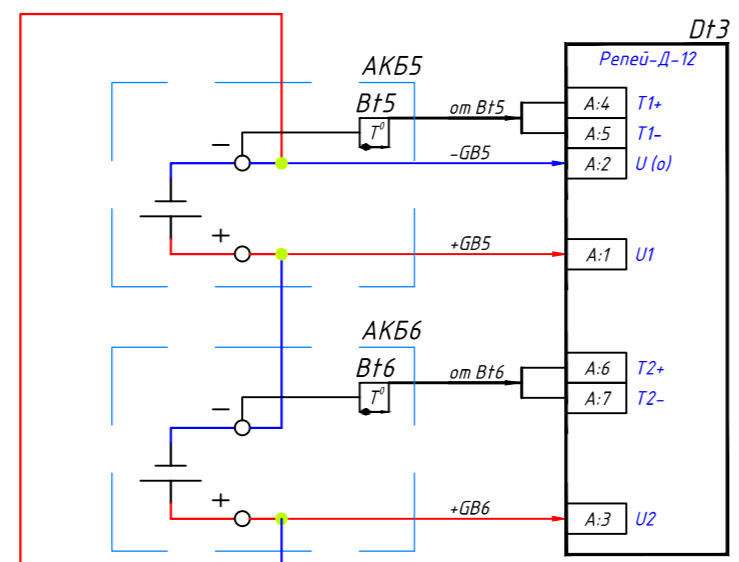 Dt3
Репей-Д-12
АКБ5
Bt5
T⁰
от Bt5
A:4 T1+
A:5 T1-
−
-GB5
A:2 U (о)
+
+GB5
A:1 U1
АКБ6
Bt6
T⁰
от Bt6
A:6 T2+
A:7 T2-
−
+
+GB6
A:3 U2